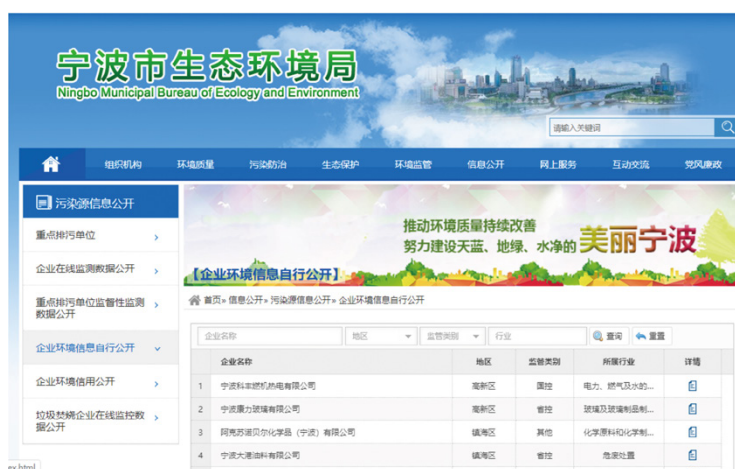 宁波市生态环境局
Ningbo Municipal Bureau of Ecology and Environment
请输入关键词
组织机构 环境质量 污染防治 生态保护 环境监管 信息公开 网上服务 互动交流 党风廉政
污染源信息公开
重点排污单位
企业在线监测数据公开
重点排污单位监督性监测
数据公开
企业环境信息自行公开
企业环境信用公开
垃圾焚烧企业在线监控数
据公开
推动环境质量持续改善
努力建设天蓝、地绿、水净的 美丽宁波
【企业环境信息自行公开】
首页» 信息公开» 污染源信息公开» 企业环境信息自行公开
企业名称 地区 监管类别 行业 查询 重置
企业名称 地区 监管类别 所属行业 详情
1 宁波科丰燃机热电有限公司 高新区 国控 电力、燃气及水的...
2 宁波康力玻璃有限公司 高新区 省控 玻璃及玻璃制品制...
3 阿克苏诺贝尔化学品（宁波）有限公司 镇海区 其他 化学原料和化学制...
4 宁波大港油料有限公司 镇海区 省控 危废处置
ex.html